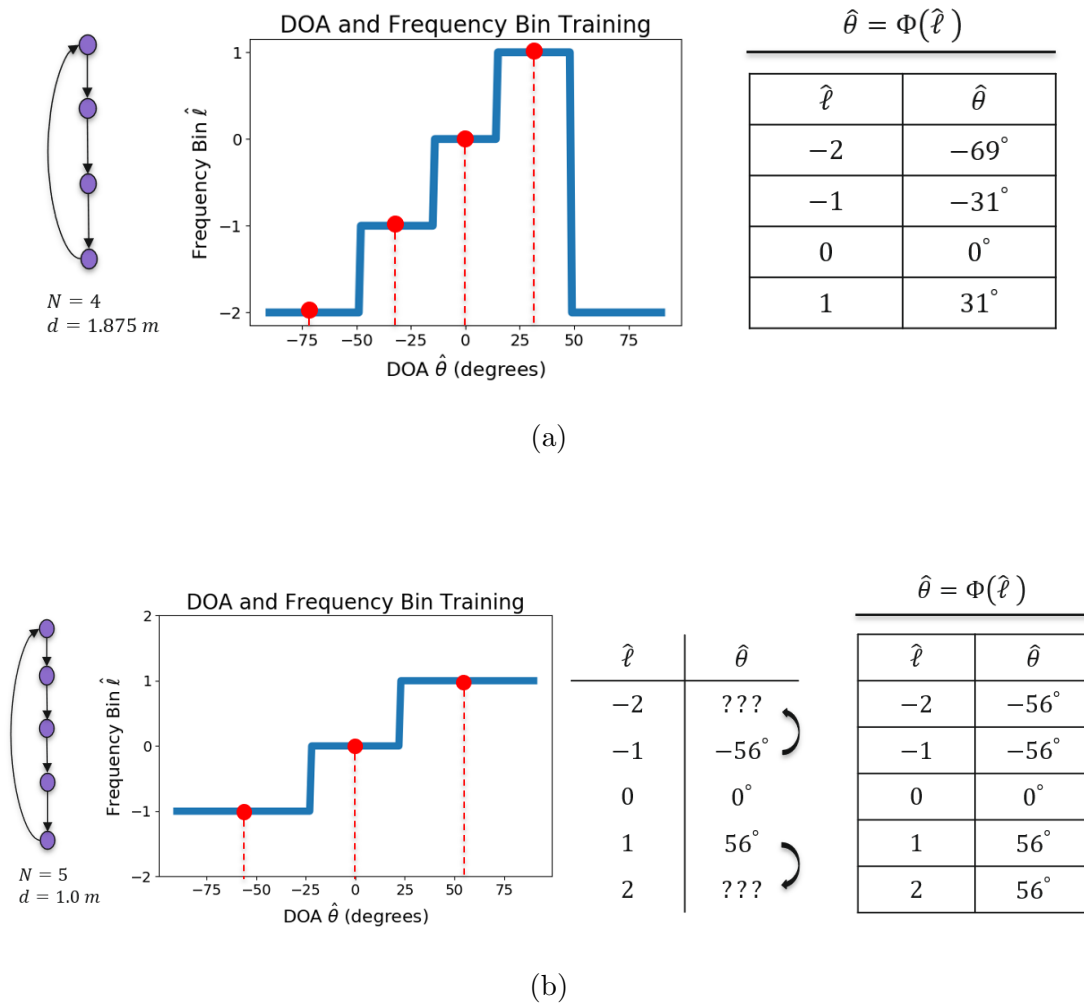 DOA and Frequency Bin Training
Frequency Bin ℓ̂
1
0
−1
−2
−75 −50 −25 0 25 50 75
DOA θ̂ (degrees)
N = 4
d = 1.875 m
θ̂ = Φ(ℓ̂)
ℓ̂ θ̂
−2 −69°
−1 −31°
0 0°
1 31°
(a)
DOA and Frequency Bin Training
Frequency Bin ℓ̂
2
1
0
−1
−2
−75 −50 −25 0 25 50 75
DOA θ̂ (degrees)
N = 5
d = 1.0 m
ℓ̂ θ̂
−2 ???
−1 −56°
0 0°
1 56°
2 ???
θ̂ = Φ(ℓ̂)
ℓ̂ θ̂
−2 −56°
−1 −56°
0 0°
1 56°
2 56°
(b)